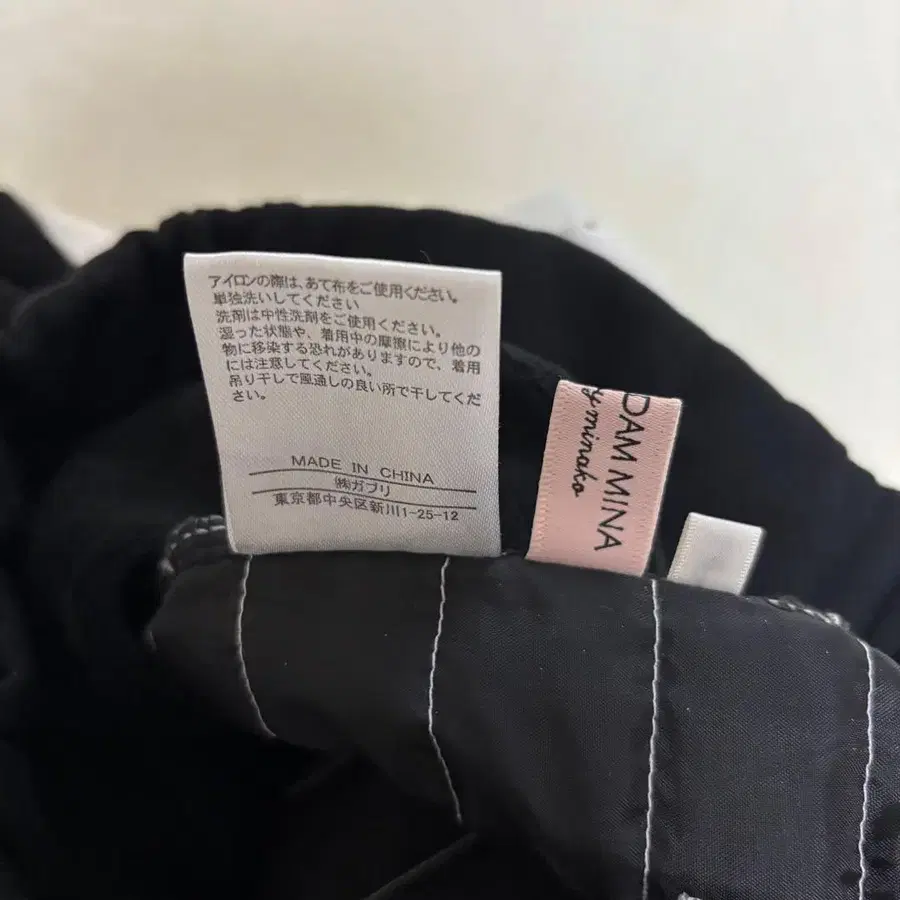 アイロンの際は、あて布をご使用ください。
単独洗いしてください
洗剤は中性洗剤をご使用ください。
湿った状態や、着用中の摩擦により他の
物に移染する恐れがありますので、着用
には注意してください。
吊り干しで風通しの良い所で干してくだ
さい。
MADE IN CHINA
㈱ガブリ
東京都中央区新川1-25-12
DAM MINA
by minako